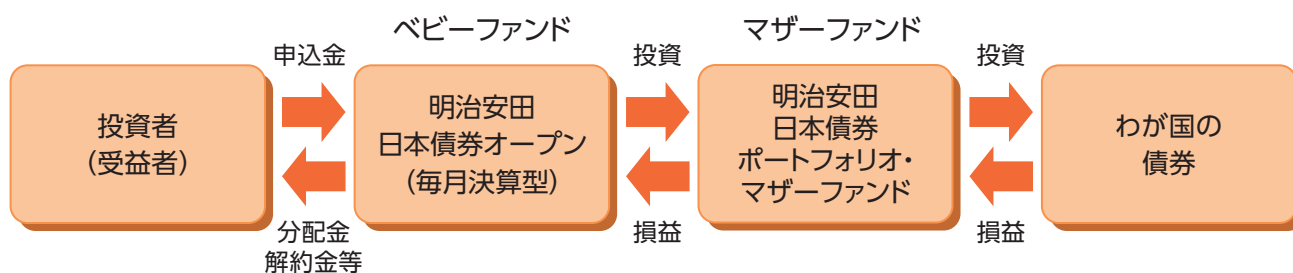 ベビーファンド
マザーファンド
申込金
投資
投資
投資者
(受益者)
明治安田
日本債券オープン
(毎月決算型)
明治安田
日本債券
ポートフォリオ・
マザーファンド
わが国の
債券
分配金
解約金等
損益
損益